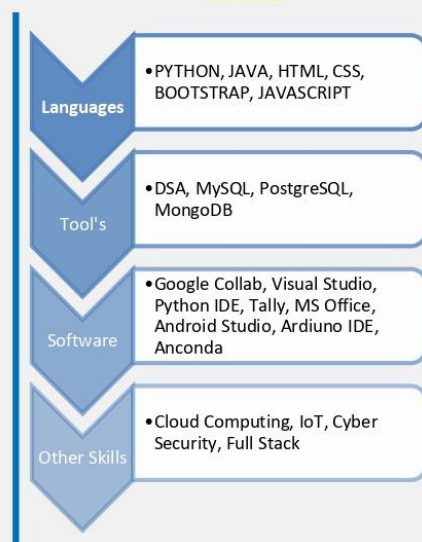 Languages
•PYTHON, JAVA, HTML, CSS,
BOOTSTRAP, JAVASCRIPT
Tool's
•DSA, MySQL, PostgreSQL,
MongoDB
Software
•Google Collab, Visual Studio,
Python IDE, Tally, MS Office,
Android Studio, Ardiuno IDE,
Anconda
Other Skills
•Cloud Computing, IoT, Cyber
Security, Full Stack